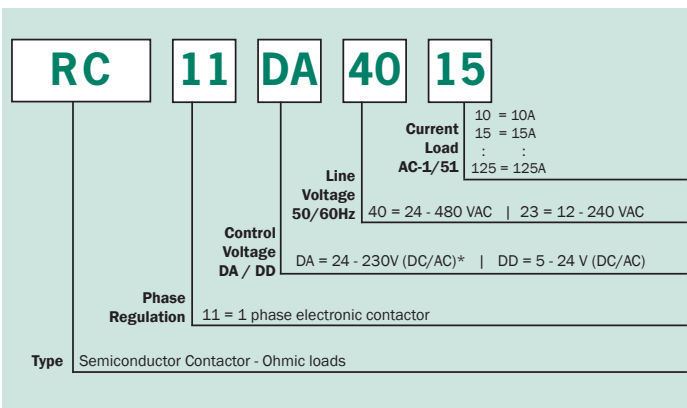 RC 11 DA 40 15
Current Load AC-1/51
10 = 10A
15 = 15A
: :
125 = 125A
Line Voltage 50/60Hz
40 = 24 - 480 VAC | 23 = 12 - 240 VAC
Control Voltage DA / DD
DA = 24 - 230V (DC/AC)* | DD = 5 - 24 V (DC/AC)
Phase Regulation
11 = 1 phase electronic contactor
Type
Semiconductor Contactor - Ohmic loads